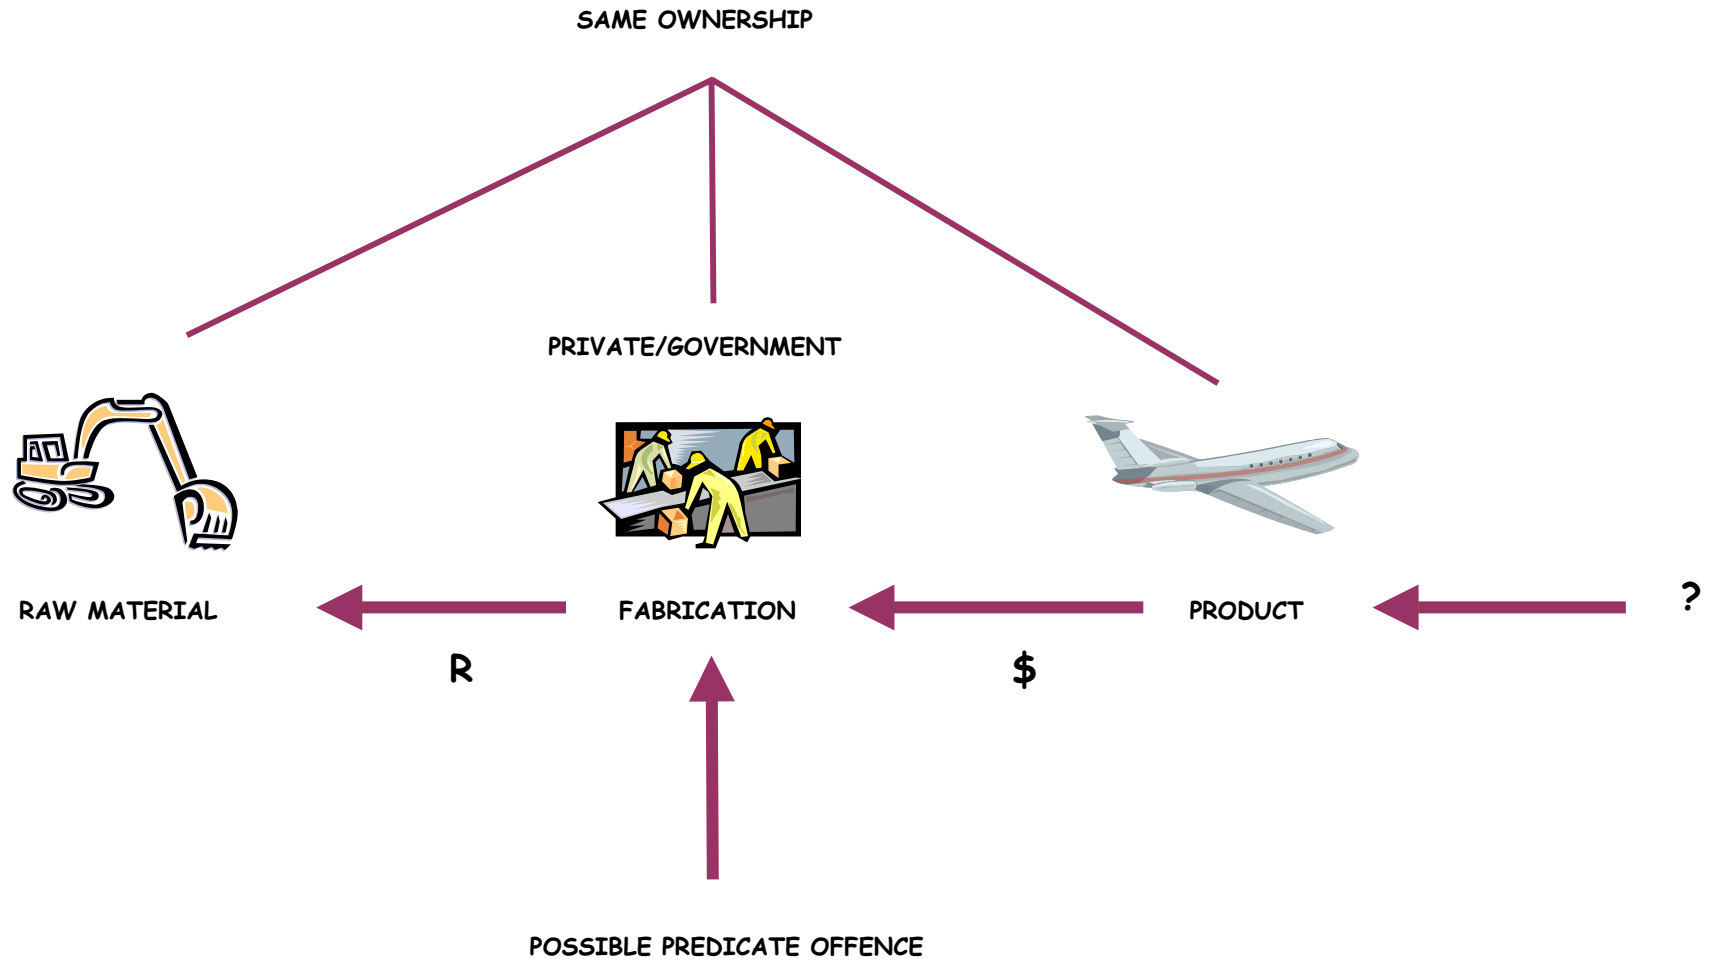 SAME OWNERSHIP
PRIVATE/GOVERNMENT
RAW MATERIAL
FABRICATION
PRODUCT
?
R
$
POSSIBLE PREDICATE OFFENCE